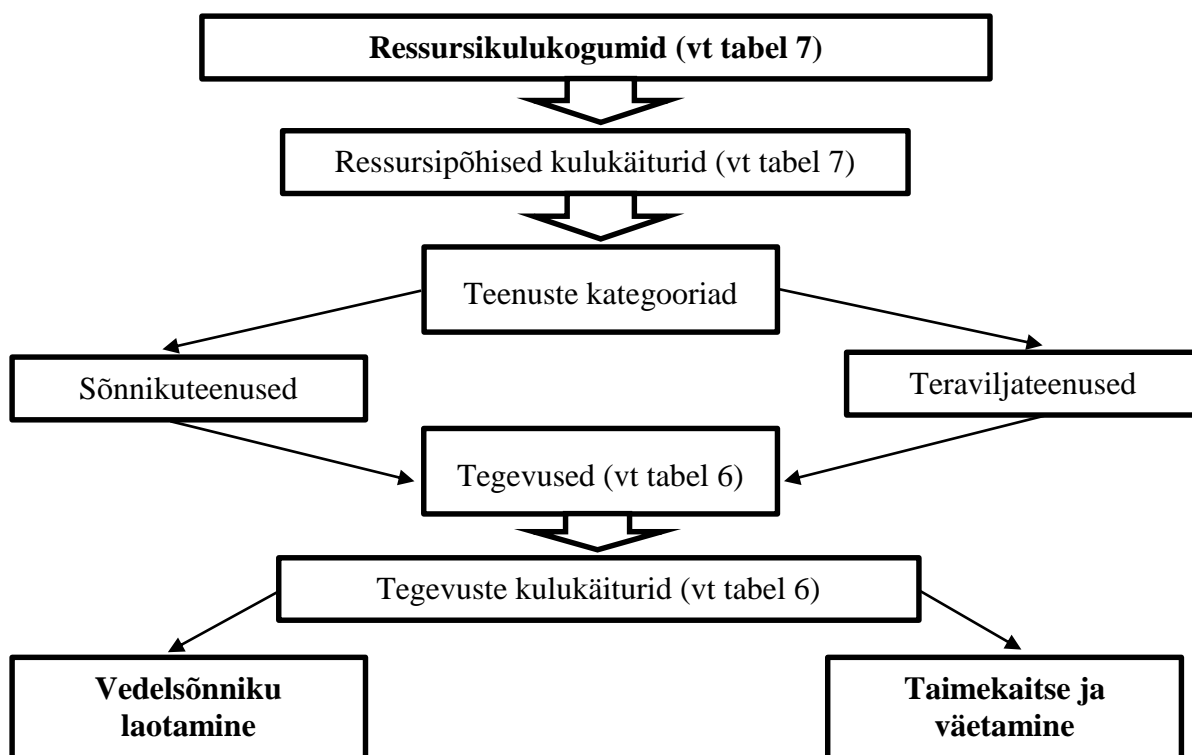 Ressursikulukogumid (vt tabel 7)
Ressursipõhised kulukäiturid (vt tabel 7)
Teenuste kategooriad
Sõnnikuteenused
Teraviljateenused
Tegevused (vt tabel 6)
Tegevuste kulukäiturid (vt tabel 6)
Vedelsõnniku
laotamine
Taimekaitse ja
väetamine